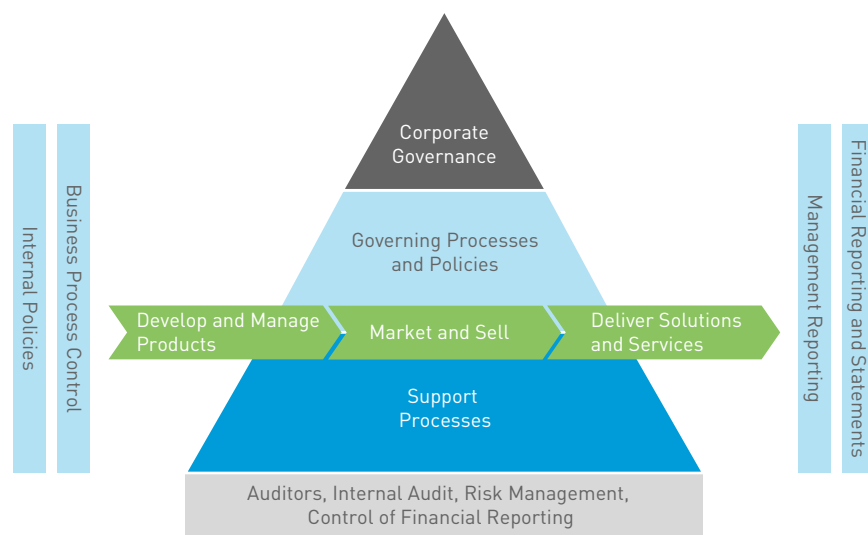 Corporate
Governance
Governing Processes
and Policies
Develop and Manage
Products
Market and Sell
Deliver Solutions
and Services
Support
Processes
Auditors, Internal Audit, Risk Management,
Control of Financial Reporting
Internal Policies
Business Process Control
Management Reporting
Financial Reporting and Statements